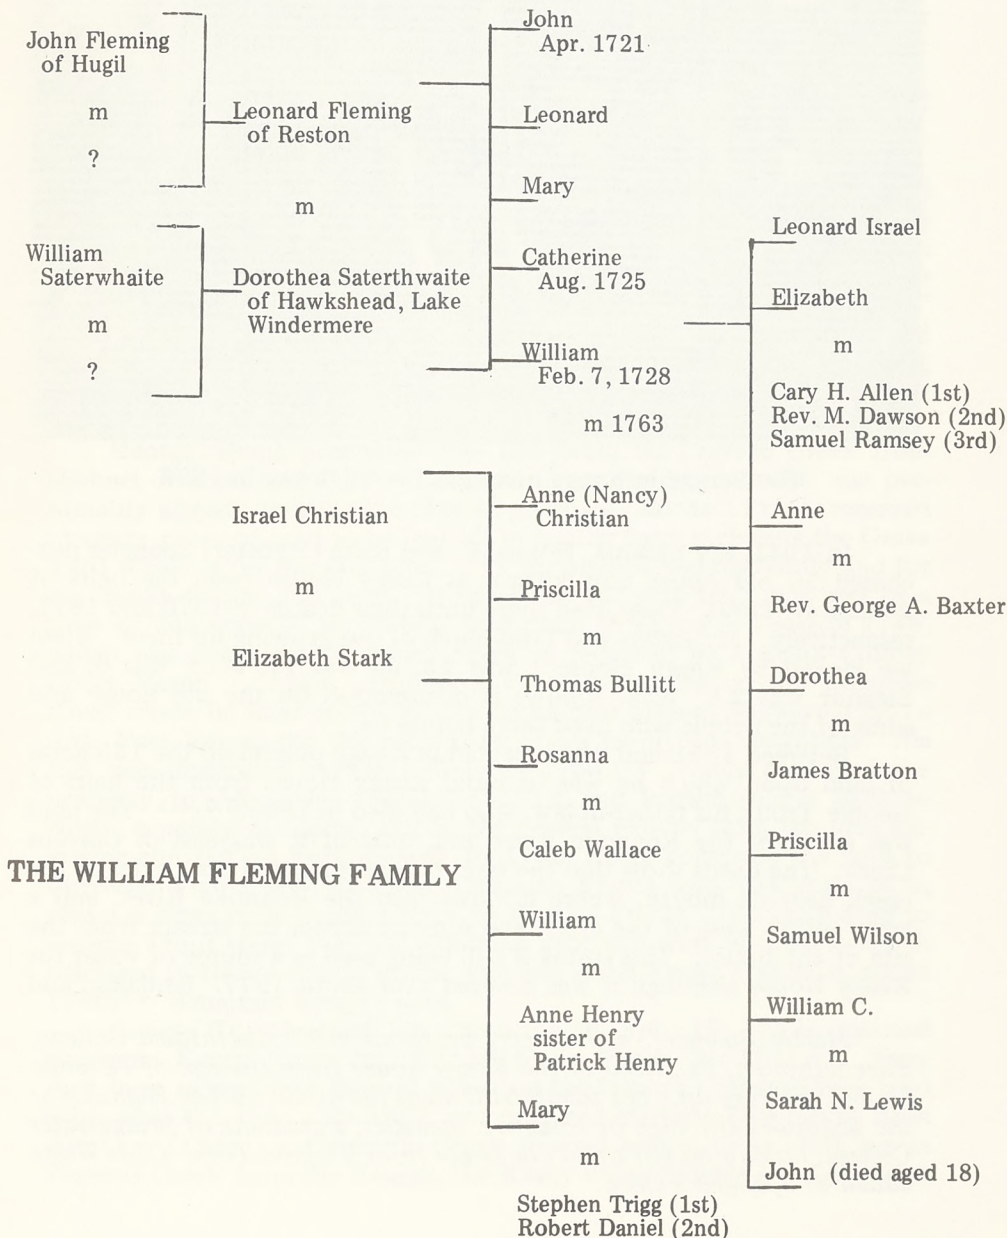 John Fleming
of Hugil
m
?
William
Saterwhaite
m
?
Leonard Fleming
of Reston
m
Dorothea Saterthwaite
of Hawkshead, Lake
Windermere
Israel Christian
m
Elizabeth Stark
THE WILLIAM FLEMING FAMILY
John
Apr. 1721
Leonard
Mary
Catherine
Aug. 1725
William
Feb. 7, 1728
m 1763
Anne (Nancy)
Christian
Priscilla
m
Thomas Bullitt
Rosanna
m
Caleb Wallace
William
m
Anne Henry
sister of
Patrick Henry
Mary
m
Stephen Trigg (1st)
Robert Daniel (2nd)
Leonard Israel
Elizabeth
m
Cary H. Allen (1st)
Rev. M. Dawson (2nd)
Samuel Ramsey (3rd)
Anne
m
Rev. George A. Baxter
Dorothea
m
James Bratton
Priscilla
m
Samuel Wilson
William C.
m
Sarah N. Lewis
John (died aged 18)